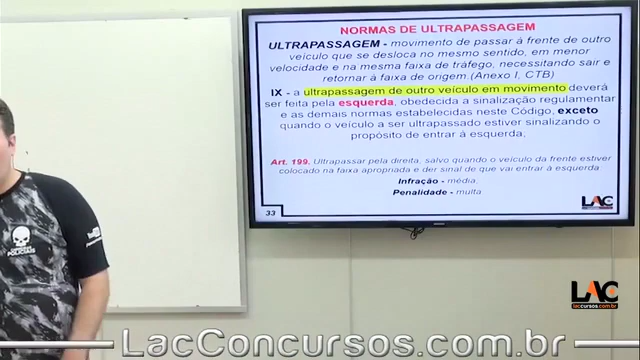 NORMAS DE ULTRAPASSAGEM
ULTRAPASSAGEM - movimento de passar à frente de outro
veículo que se desloca no mesmo sentido, em menor
velocidade e na mesma faixa de tráfego, necessitando sair e
retornar à faixa de origem.(Anexo I, CTB)
IX - a ultrapassagem de outro veículo em movimento deverá
ser feita pela esquerda, obedecida a sinalização regulamentar
e as demais normas estabelecidas neste Código, exceto
quando o veículo a ser ultrapassado estiver sinalizando o
propósito de entrar à esquerda;
Art. 199. Ultrapassar pela direita, salvo quando o veículo da frente estiver
colocado na faixa apropriada e der sinal de que vai entrar à esquerda
Infração - média;
Penalidade - multa
33
LAC
LAC
lacconcursos.com.br
LacConcursos.com.br